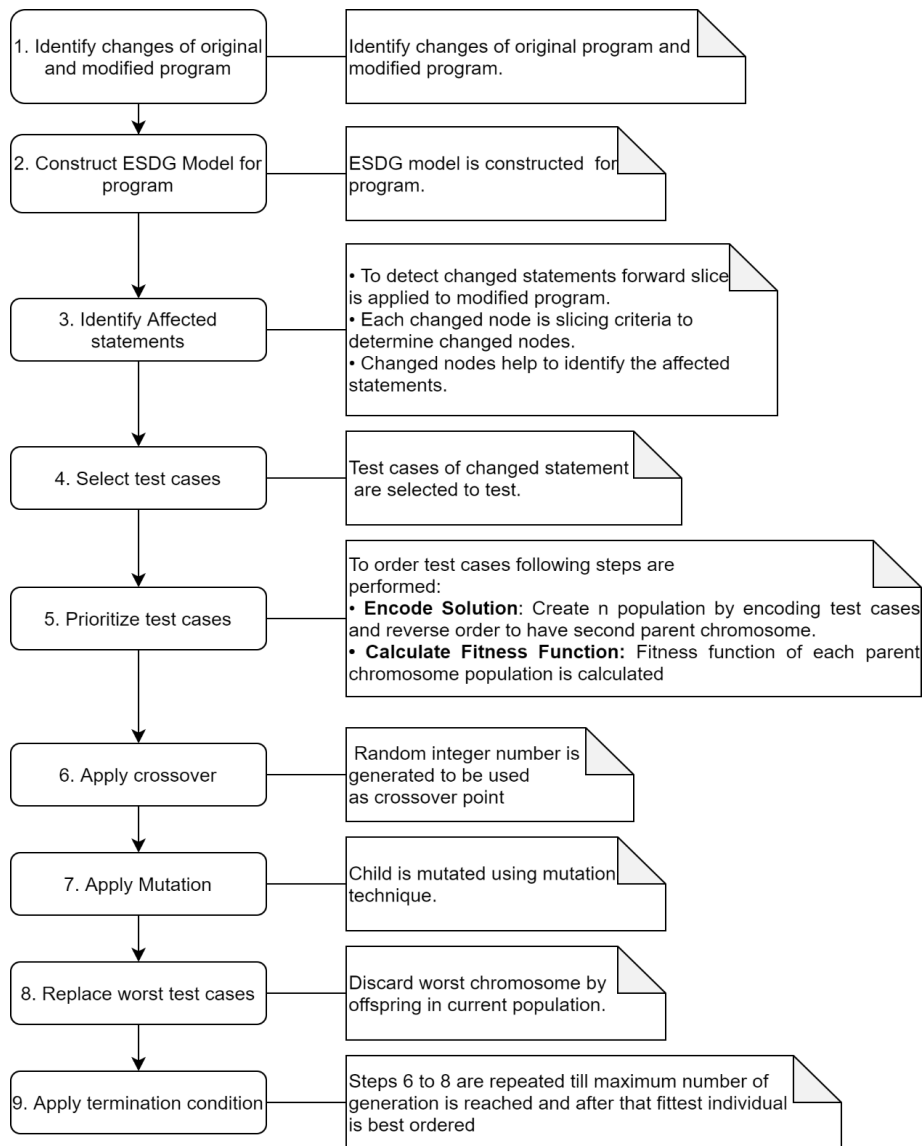 1. Identify changes of original
and modified program
Identify changes of original program and
modified program.
2. Construct ESDG Model for
program
ESDG model is constructed for
program.
3. Identify Affected
statements
• To detect changed statements forward slice
is applied to modified program.
• Each changed node is slicing criteria to
determine changed nodes.
• Changed nodes help to identify the affected
statements.
4. Select test cases
Test cases of changed statement
are selected to test.
5. Prioritize test cases
To order test cases following steps are
performed:
• Encode Solution: Create n population by encoding test cases
and reverse order to have second parent chromosome.
• Calculate Fitness Function: Fitness function of each parent
chromosome population is calculated
6. Apply crossover
Random integer number is
generated to be used
as crossover point
7. Apply Mutation
Child is mutated using mutation
technique.
8. Replace worst test cases
Discard worst chromosome by
offspring in current population.
9. Apply termination condition
Steps 6 to 8 are repeated till maximum number of
generation is reached and after that fittest individual
is best ordered